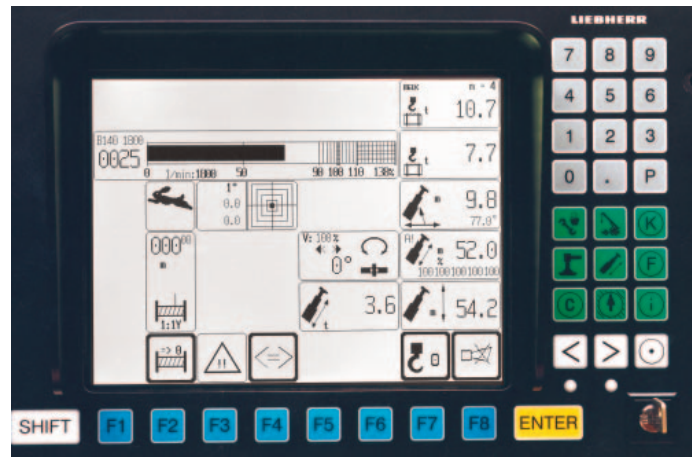 LIEBHERR
7 8 9
4 5 6
1 2 3
0 . P
K
F
C i
max n - 4
t 10.7
t 7.7
B140 1800
0025
0 1/min:1800 50 90 100 110 130%
m 9.8
77.0°
1°
0.0
0.0
000
m
1:1Y
V: 100%
0°
A!
m
%
52.0
100 100 100 100 100
t 3.6
m 54.2
=> 0
!!
<=>
0
< >
SHIFT F1 F2 F3 F4 F5 F6 F7 F8 ENTER